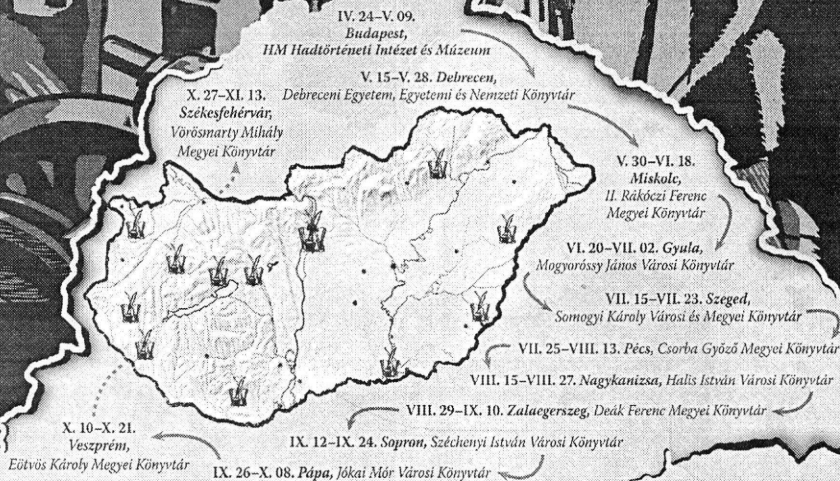 IV. 24–V. 09.
Budapest,
HM Hadtörténeti Intézet és Múzeum
V. 15–V. 28. Debrecen,
Debreceni Egyetem, Egyetemi és Nemzeti Könyvtár
X. 27–XI. 13.
Székesfehérvár,
Vörösmarty Mihály
Megyei Könyvtár
V. 30–VI. 18.
Miskolc,
II. Rákóczi Ferenc
Megyei Könyvtár
VI. 20–VII. 02. Gyula,
Mogyoróssy János Városi Könyvtár
VII. 15–VII. 23. Szeged,
Somogyi Károly Városi és Megyei Könyvtár
VII. 25–VIII. 13. Pécs, Csorba Győző Megyei Könyvtár
VIII. 15–VIII. 27. Nagykanizsa, Halis István Városi Könyvtár
VIII. 29–IX. 10. Zalaegerszeg, Deák Ferenc Megyei Könyvtár
IX. 12–IX. 24. Sopron, Széchenyi István Városi Könyvtár
IX. 26–X. 08. Pápa, Jókai Mór Városi Könyvtár
X. 10–X. 21.
Veszprém,
Eötvös Károly Megyei Könyvtár